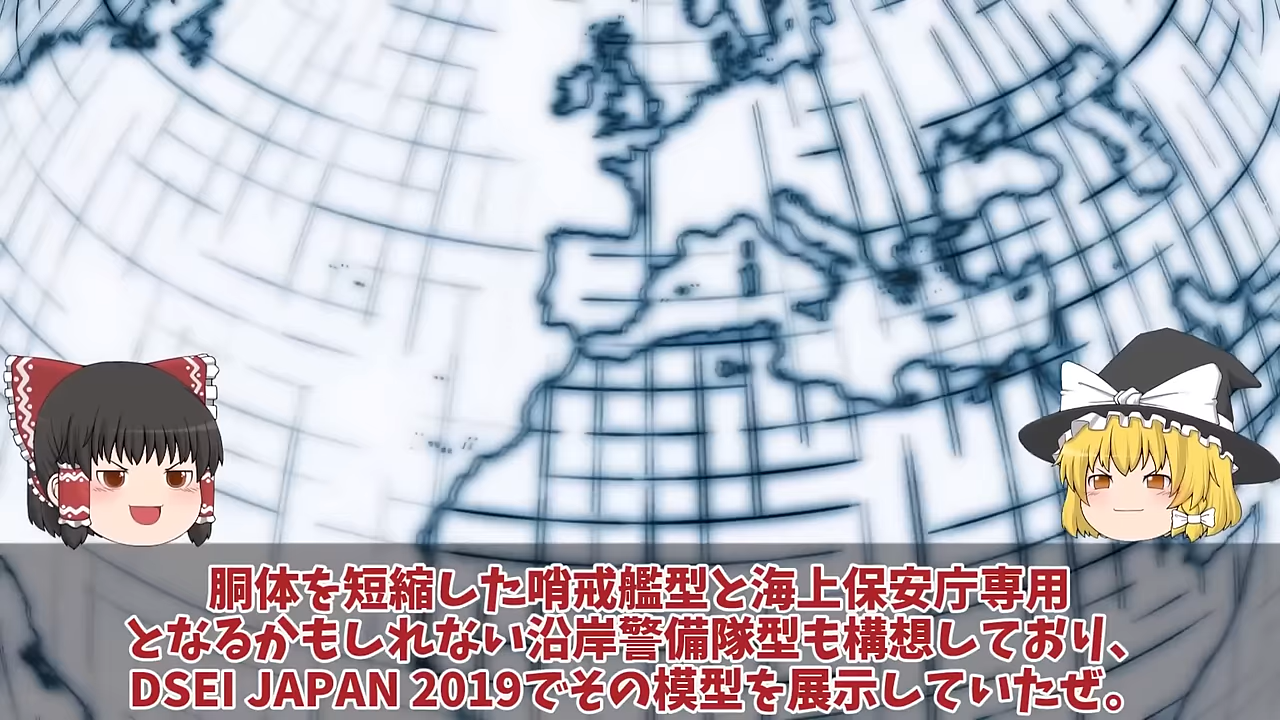 胴体を短縮した哨戒艦型と海上保安庁専用
となるかもしれない沿岸警備隊型も構想しており、
DSEI JAPAN 2019でその模型を展示していたぜ。